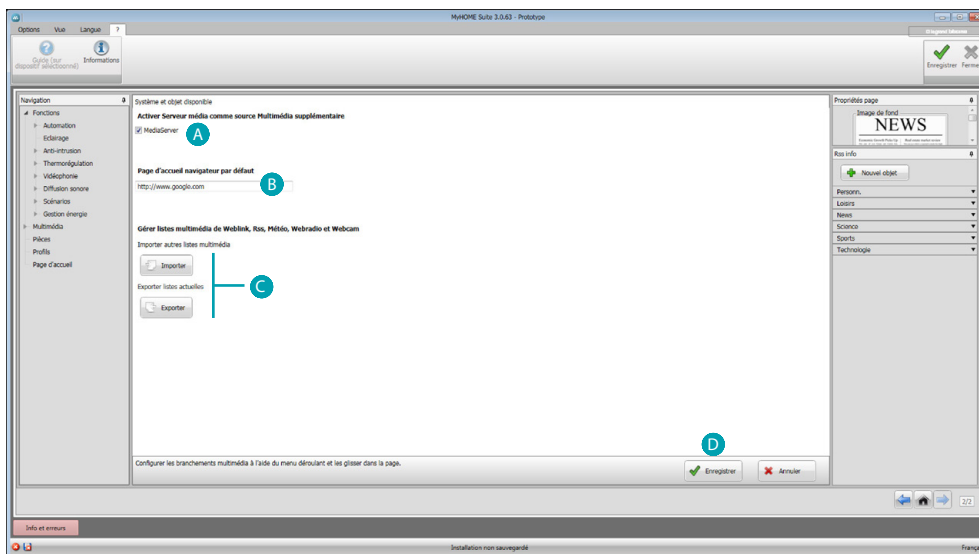 MyHOME Suite 3.0.63 - Prototype
Options Vue Langue ?
Guide (sur dispositif sélectionné)
Informations
Enregistrer Ferme
Navigation
Fonctions
Automation
Eclairage
Anti-intrusion
Thermorégulation
Vidéophonie
Diffusion sonore
Scénarios
Gestion énergie
Multimédia
Pièces
Profils
Page d'accueil
Système et objet disponible
Activer Serveur média comme source Multimédia supplémentaire
MediaServer
A
Page d'accueil navigateur par défaut
http://www.google.com
B
Gérer listes multimédia de Weblink, Rss, Météo, Webradio et Webcam
Importer autres listes multimédia
Importer
C
Exporter listes actuelles
Exporter
D
Configurer les branchements multimédia à l'aide du menu déroulant et les glisser dans la page.
Enregistrer
Annuler
Propriétés page
Image de fond
NEWS
Rss info
Nouvel objet
Personn.
Loisirs
News
Science
Sports
Technologie
2/2
Info et erreurs
Installation non sauvegardé
França